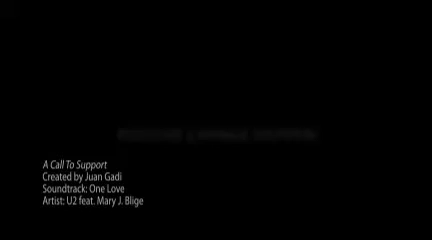 A Call To Support
Created by Juan Gadi
Soundtrack: One Love
Artist: U2 feat. Mary J. Blige